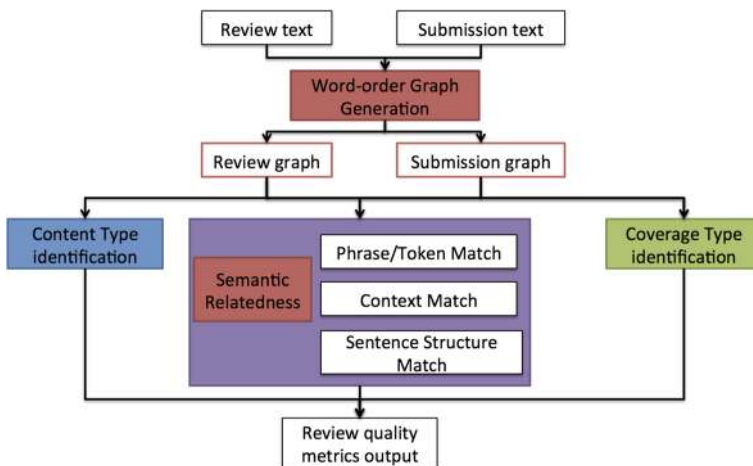 Review text
Submission text
Word-order Graph
Generation
Review graph
Submission graph
Content Type
identification
Semantic
Relatedness
Phrase/Token Match
Context Match
Sentence Structure
Match
Coverage Type
identification
Review quality
metrics output